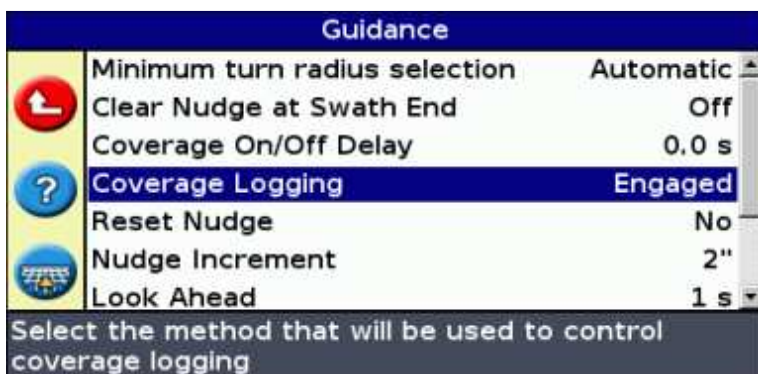 Guidance
Minimum turn radius selection Automatic
Clear Nudge at Swath End Off
Coverage On/Off Delay 0.0 s
? Coverage Logging Engaged
Reset Nudge No
Nudge Increment 2"
Look Ahead 1 s
Select the method that will be used to control
coverage logging